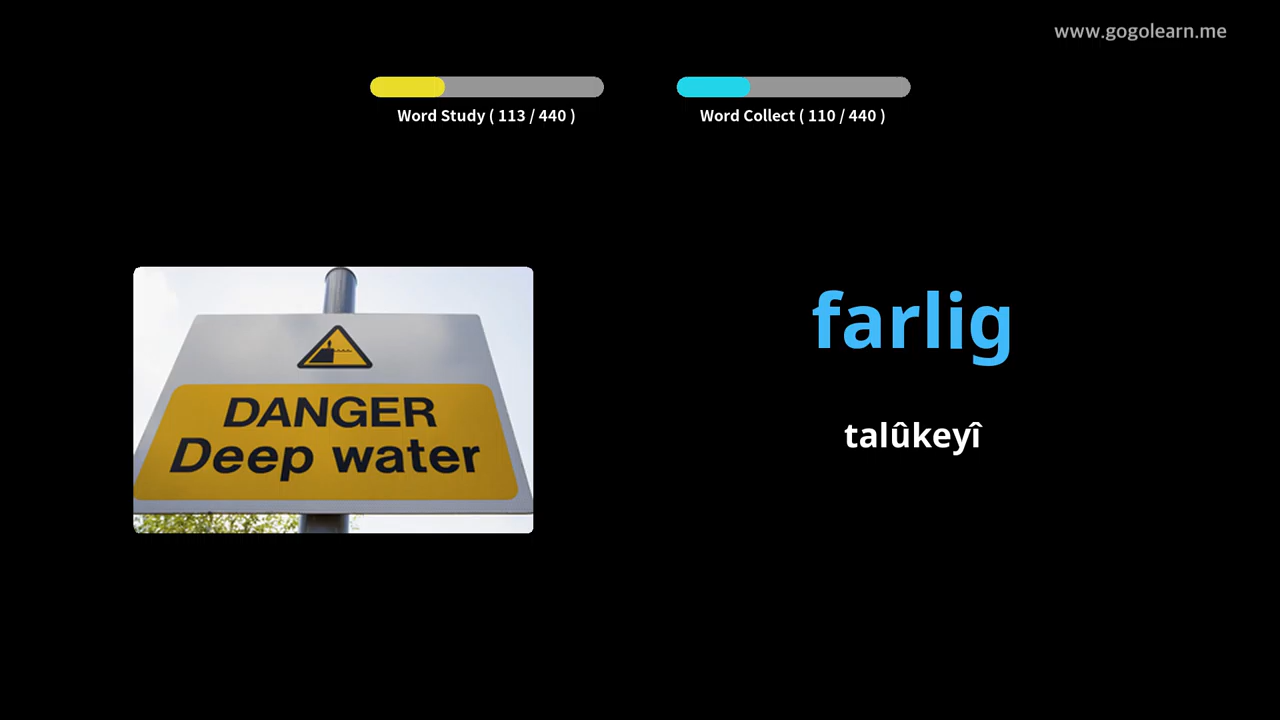 www.gogolearn.me
Word Study ( 113 / 440 )
Word Collect ( 110 / 440 )
DANGER
Deep water
farlig
talûkeyî